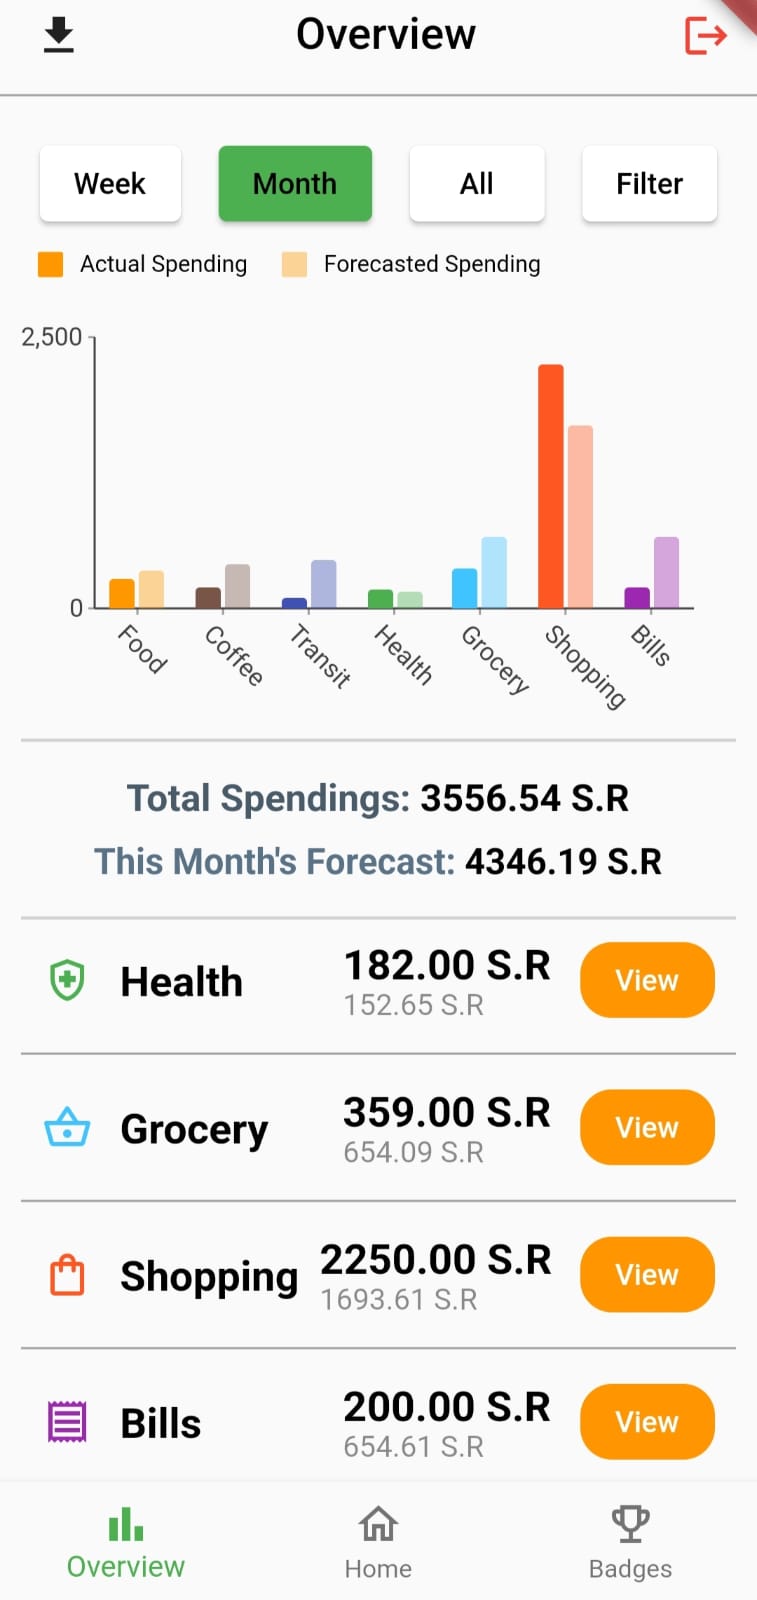 Overview
Week
Month
All
Filter
Actual Spending
Forecasted Spending
2,500
0
Food
Coffee
Transit
Health
Grocery
Shopping
Bills
Total Spendings: 3556.54 S.R
This Month's Forecast: 4346.19 S.R
Health
182.00 S.R
152.65 S.R
View
Grocery
359.00 S.R
654.09 S.R
View
Shopping
2250.00 S.R
1693.61 S.R
View
Bills
200.00 S.R
654.61 S.R
View
Overview
Home
Badges